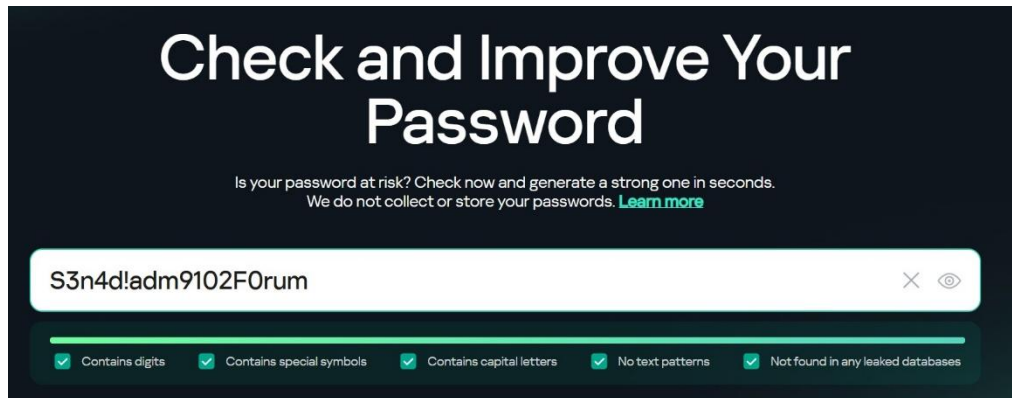 Check and Improve Your
Password
Is your password at risk? Check now and generate a strong one in seconds.
We do not collect or store your passwords. Learn more
S3n4d!adm9102F0rum
Contains digits Contains special symbols Contains capital letters No text patterns Not found in any leaked databases